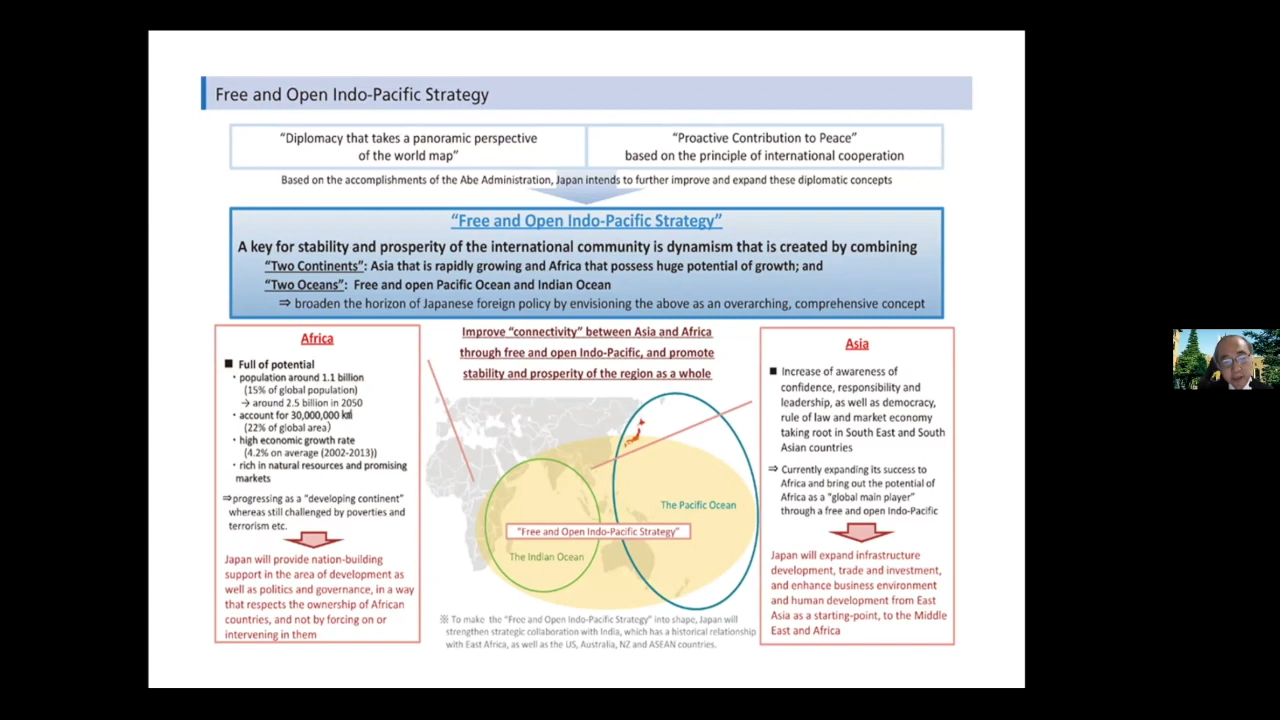 Free and Open Indo-Pacific Strategy
“Diplomacy that takes a panoramic perspective
of the world map”
“Proactive Contribution to Peace”
based on the principle of international cooperation
Based on the accomplishments of the Abe Administration, Japan intends to further improve and expand these diplomatic concepts
“Free and Open Indo-Pacific Strategy”
A key for stability and prosperity of the international community is dynamism that is created by combining
“Two Continents”: Asia that is rapidly growing and Africa that possess huge potential of growth; and
“Two Oceans”: Free and open Pacific Ocean and Indian Ocean
⇒ broaden the horizon of Japanese foreign policy by envisioning the above as an overarching, comprehensive concept
Africa
■ Full of potential
・population around 1.1 billion
(15% of global population)
→ around 2.5 billion in 2050
・account for 30,000,000 ㎢
(22% of global area)
・high economic growth rate
(4.2% on average (2002-2013))
・rich in natural resources and promising
markets
⇒progressing as a “developing continent”
whereas still challenged by poverties and
terrorism etc.
Japan will provide nation-building
support in the area of development as
well as politics and governance, in a way
that respects the ownership of African
countries, and not by forcing on or
intervening in them
Improve “connectivity” between Asia and Africa
through free and open Indo-Pacific, and promote
stability and prosperity of the region as a whole
The Pacific Ocean
“Free and Open Indo-Pacific Strategy”
The Indian Ocean
※ To make the “Free and Open Indo-Pacific Strategy” into shape, Japan will
strengthen strategic collaboration with India, which has a historical relationship
with East Africa, as well as the US, Australia, NZ and ASEAN countries.
Asia
■ Increase of awareness of
confidence, responsibility and
leadership, as well as democracy,
rule of law and market economy
taking root in South East and South
Asian countries
⇒ Currently expanding its success to
Africa and bring out the potential of
Africa as a “global main player”
through a free and open Indo-Pacific
Japan will expand infrastructure
development, trade and investment,
and enhance business environment
and human development from East
Asia as a starting-point, to the Middle
East and Africa